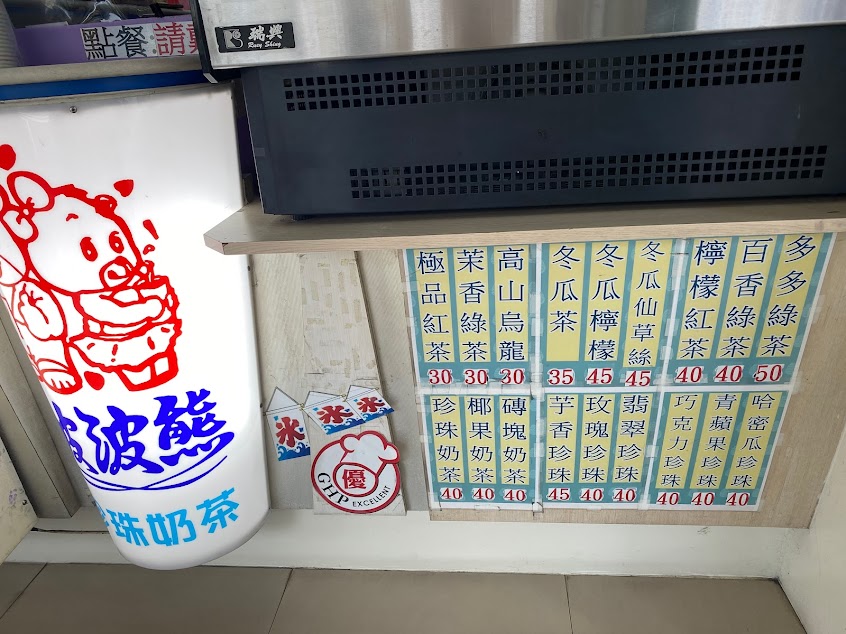 點餐 請
瑞興
Ruey Shing
波熊
珍珠奶茶
冰
冰
冰
優
GHP EXCELLENT
極品紅茶 30
茉香綠茶 30
高山烏龍 30
冬瓜茶 35
冬瓜檸檬 45
冬瓜仙草絲 45
檸檬紅茶 40
百香綠茶 40
多多綠茶 50
珍珠奶茶 40
椰果奶茶 40
磚塊奶茶 40
芋香珍珠 45
玫瑰珍珠 40
翡翠珍珠 40
巧克力珍珠 40
青蘋果珍珠 40
哈密瓜珍珠 40